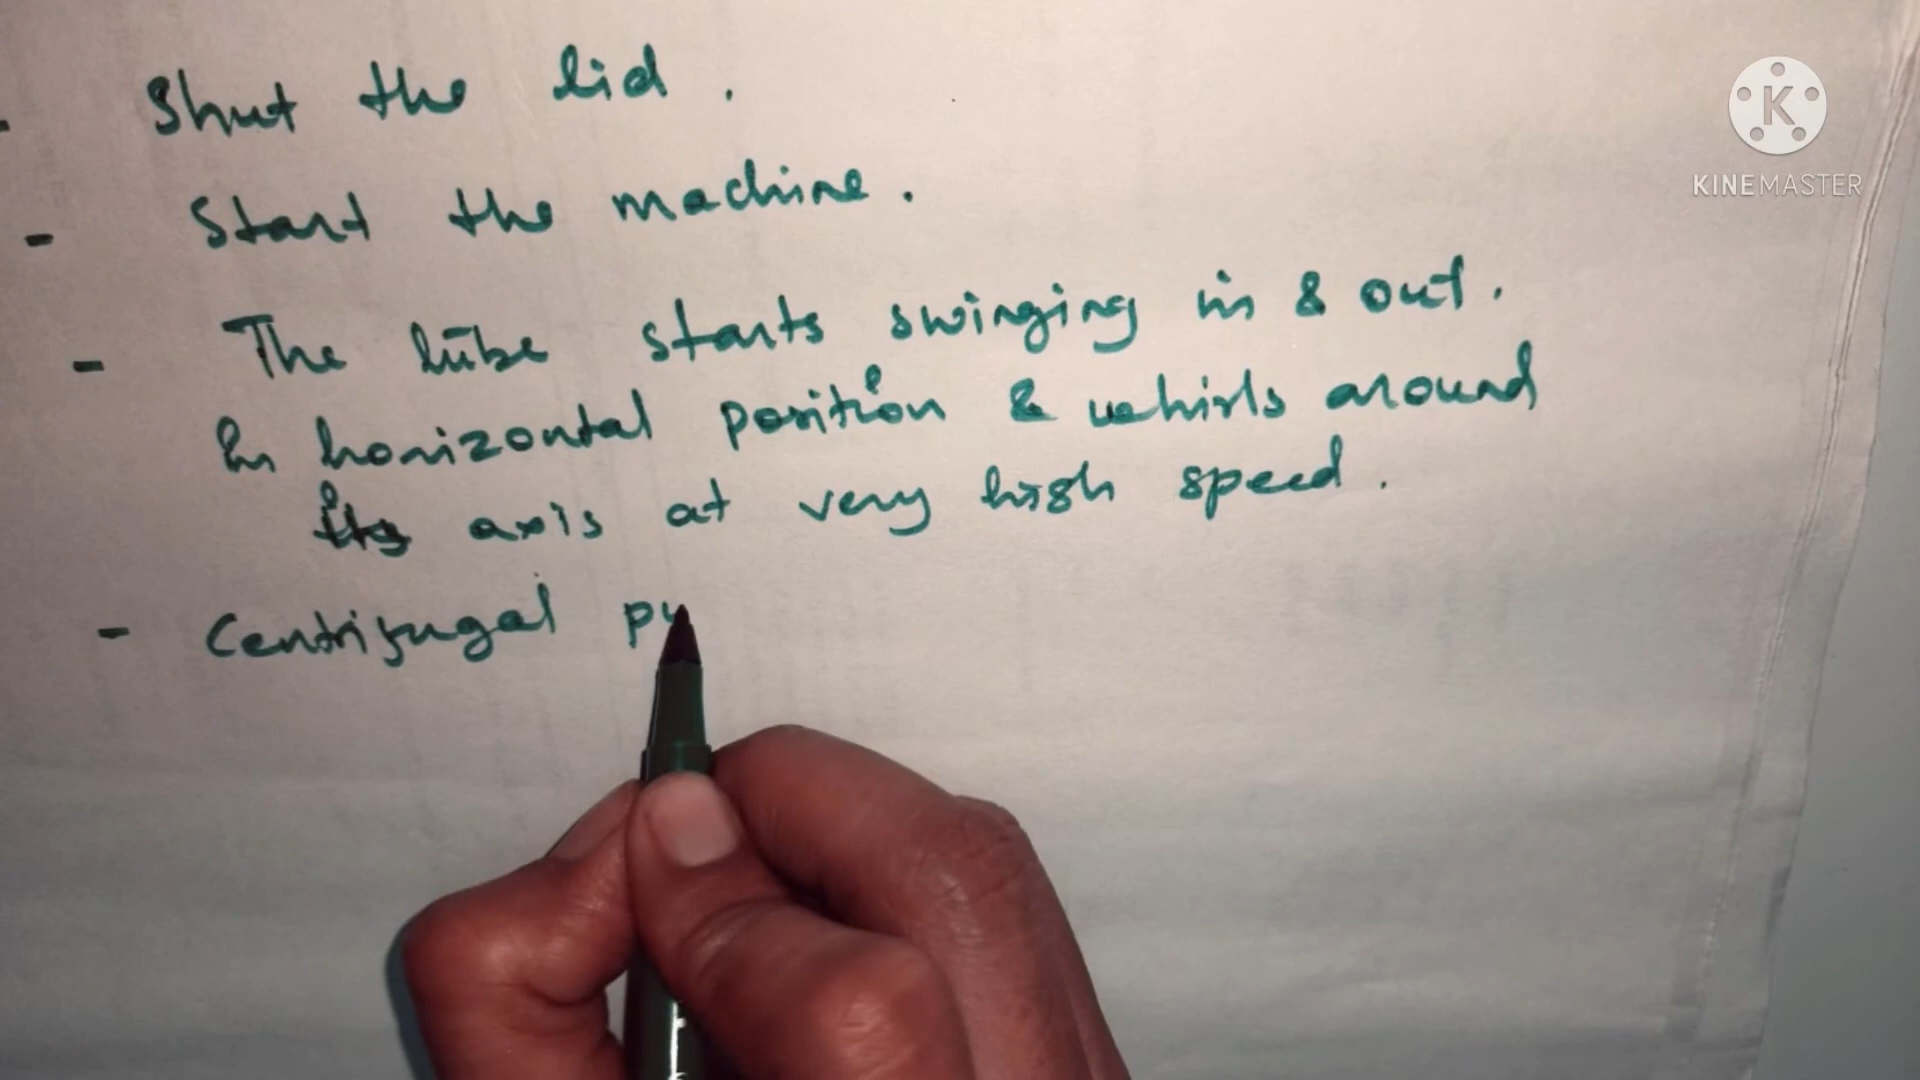 - Shut the lid.
- Start the machine.
- The tube starts swinging in & out.
In horizontal position & whirls around
its axis at very high speed.
- Centrifugal pu
K
KINEMASTER